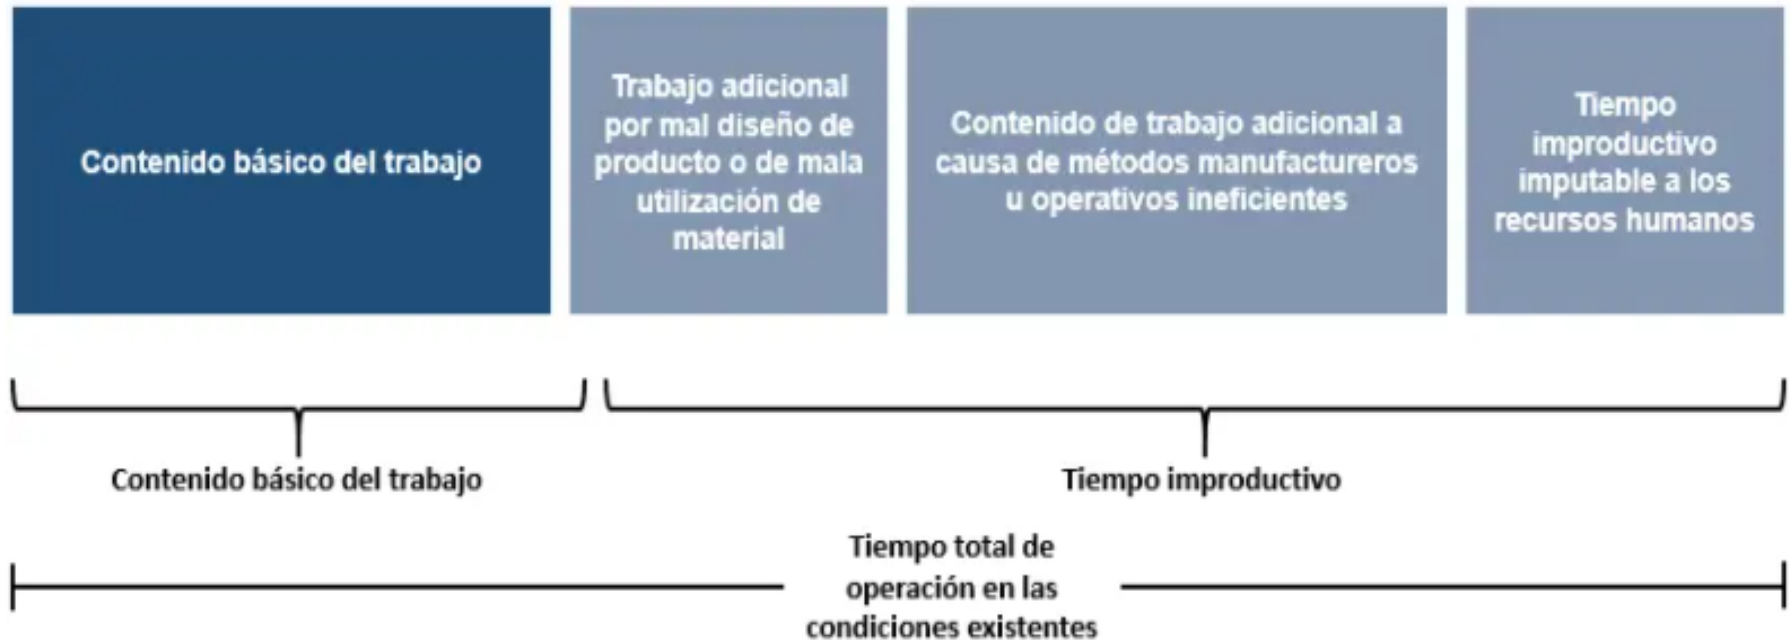 Contenido básico del trabajo
Trabajo adicional
por mal diseño de
producto o de mala
utilización de
material
Contenido de trabajo adicional a
causa de métodos manufactureros
u operativos ineficientes
Tiempo
improductivo
imputable a los
recursos humanos
Contenido básico del trabajo
Tiempo improductivo
Tiempo total de
operación en las
condiciones existentes